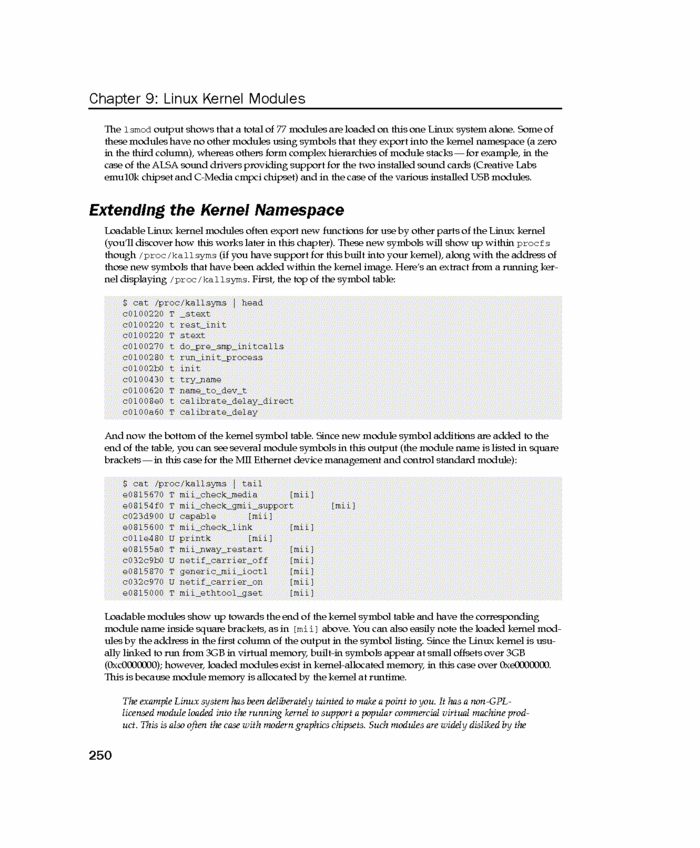 Chapter 9: Linux Kernel Modules
The lsmod output shows that a total of 77 modules are loaded on this one Linux system alone. Some of
these modules have no other modules using symbols that they export into the kernel namespace (a zero
in the third column), whereas others form complex hierarchies of module stacks — for example, in the
case of the ALSA sound drivers providing support for the two installed sound cards (Creative Labs
emu10k chipset and C-Media cmpci chipset) and in the case of the various installed USB modules.
Extending the Kernel Namespace
Loadable Linux kernel modules often export new functions for use by other parts of the Linux kernel
(you'll discover how this works later in this chapter). These new symbols will show up within procfs
though /proc/kallsyms (if you have support for this built into your kernel), along with the address of
those new symbols that have been added within the kernel image. Here's an extract from a running ker-
nel displaying /proc/kallsyms. First, the top of the symbol table:
$ cat /proc/kallsyms | head
c0100220 T _stext
c0100220 t rest_init
c0100220 T stext
c0100270 t do_pre_smp_initcalls
c0100280 t run_init_process
c01002b0 t init
c0100430 t try_name
c0100620 T name_to_dev_t
c01008e0 t calibrate_delay_direct
c0100a60 T calibrate_delay
And now the bottom of the kernel symbol table. Since new module symbol additions are added to the
end of the table, you can see several module symbols in this output (the module name is listed in square
brackets — in this case for the MII Ethernet device management and control standard module):
$ cat /proc/kallsyms | tail
e0815670 T mii_check_media [mii]
e08154f0 T mii_check_gmii_support [mii]
c023d900 U capable [mii]
e0815600 T mii_check_link [mii]
c011e480 U printk [mii]
e08155a0 T mii_nway_restart [mii]
c032c9b0 U netif_carrier_off [mii]
e0815870 T generic_mii_ioctl [mii]
c032c970 U netif_carrier_on [mii]
e0815000 T mii_ethtool_gset [mii]
Loadable modules show up towards the end of the kernel symbol table and have the corresponding
module name inside square brackets, as in [mii] above. You can also easily note the loaded kernel mod-
ules by the address in the first column of the output in the symbol listing. Since the Linux kernel is usu-
ally linked to run from 3GB in virtual memory, built-in symbols appear at small offsets over 3GB
(0xc0000000); however, loaded modules exist in kernel-allocated memory, in this case over 0xe0000000.
This is because module memory is allocated by the kernel at runtime.
The example Linux system has been deliberately tainted to make a point to you. It has a non-GPL-
licensed module loaded into the running kernel to support a popular commercial virtual machine prod-
uct. This is also often the case with modern graphics chipsets. Such modules are widely disliked by the
250